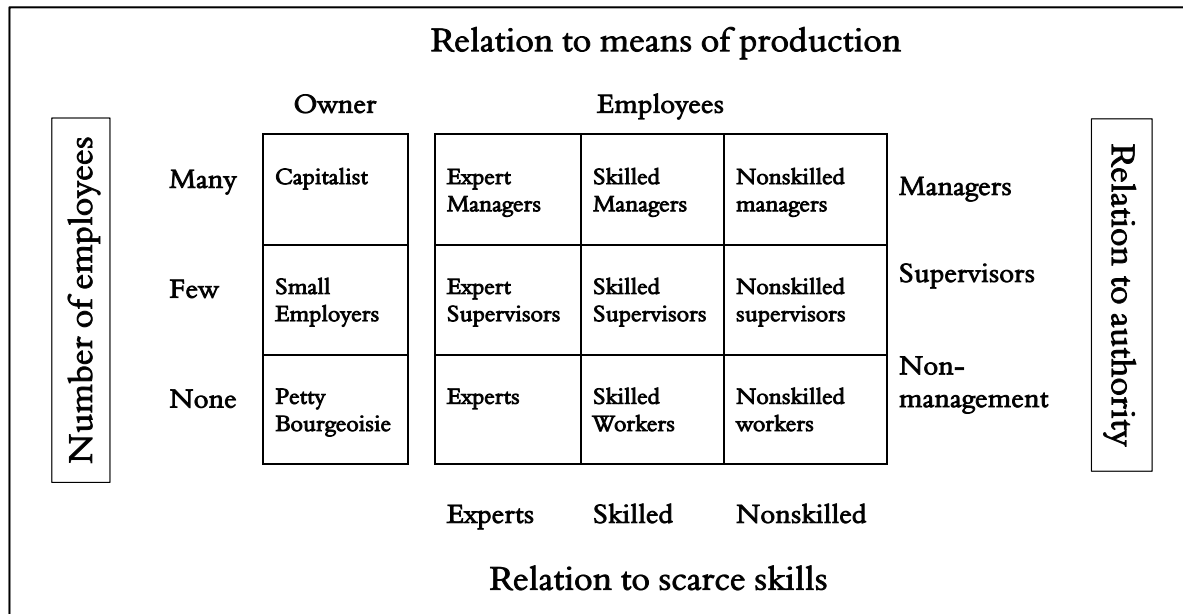 Relation to means of production
Owner
Employees
Number of employees
Many
Capitalist
Expert
Managers
Skilled
Managers
Nonskilled
managers
Managers
Few
Small
Employers
Expert
Supervisors
Skilled
Supervisors
Nonskilled
supervisors
Supervisors
None
Petty
Bourgeoisie
Experts
Skilled
Workers
Nonskilled
workers
Non-
management
Relation to authority
Experts
Skilled
Nonskilled
Relation to scarce skills